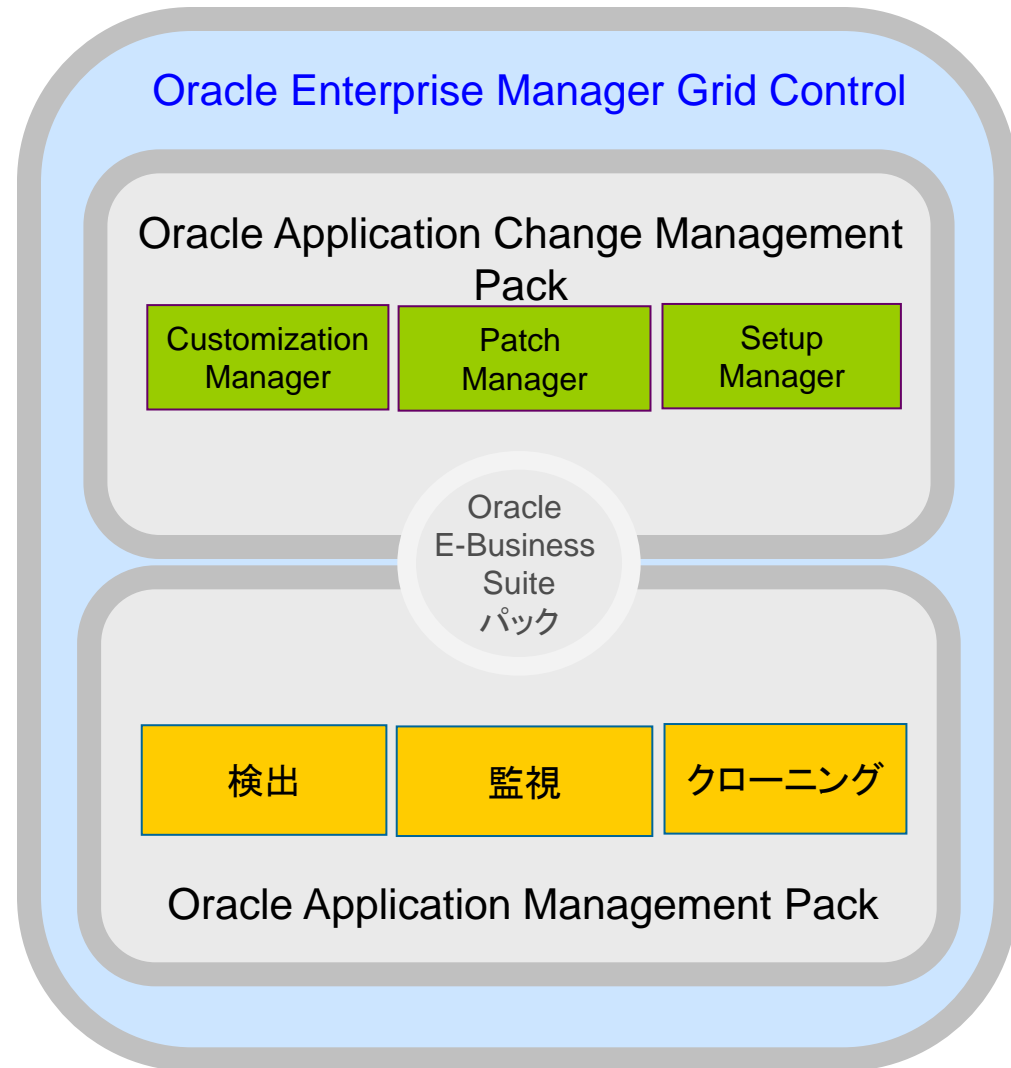 Oracle Enterprise Manager Grid Control
Oracle Application Change Management
Pack
Customization
Manager
Patch
Manager
Setup
Manager
Oracle
E-Business
Suite
パック
検出
監視
クローニング
Oracle Application Management Pack